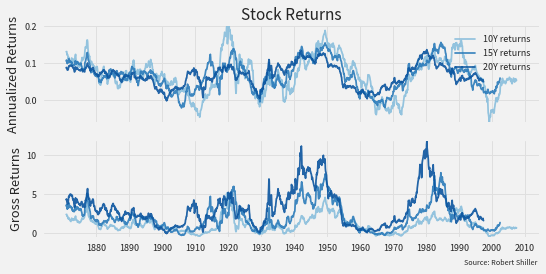 Stock Returns
Annualized Returns
0.2
0.1
0.0
10Y returns
15Y returns
20Y returns
Gross Returns
10
5
0
1880 1890 1900 1910 1920 1930 1940 1950 1960 1970 1980 1990 2000 2010
Source: Robert Shiller